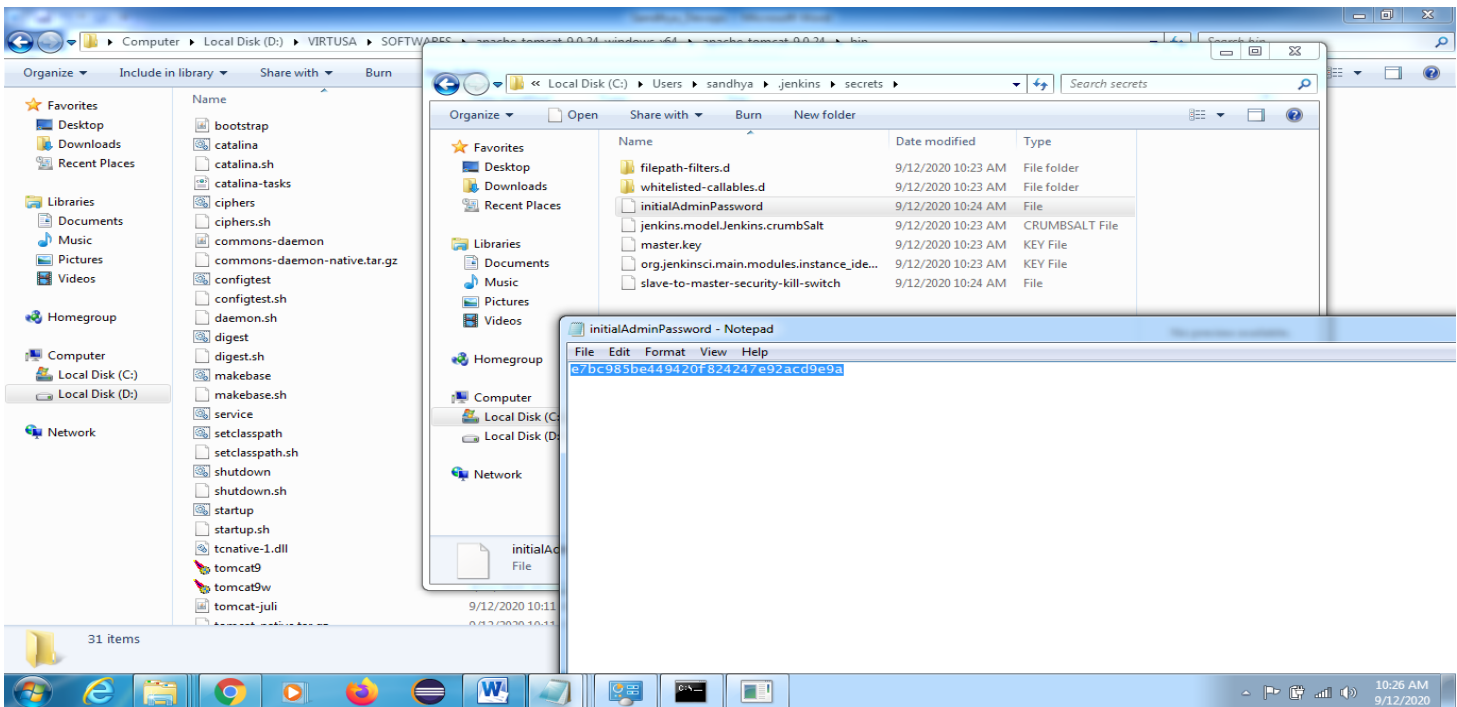 Computer ▸ Local Disk (D:) ▸ VIRTUSA ▸
Organize Include in library Share with Burn
Favorites
Desktop
Downloads
Recent Places
Libraries
Documents
Music
Pictures
Videos
Homegroup
Computer
Local Disk (C:)
Local Disk (D:)
Network
Name
bootstrap
catalina
catalina.sh
catalina-tasks
ciphers
ciphers.sh
commons-daemon
commons-daemon-native.tar.gz
configtest
configtest.sh
daemon.sh
digest
digest.sh
makebase
makebase.sh
service
setclasspath
setclasspath.sh
shutdown
shutdown.sh
startup
startup.sh
tcnative-1.dll
tomcat9
tomcat9w
tomcat-juli
9/12/2020 10:11
31 items
« Local Disk (C:) ▸ Users ▸ sandhya ▸ .jenkins ▸ secrets ▸
Search secrets
Organize Open Share with Burn New folder
Favorites
Desktop
Downloads
Recent Places
Libraries
Documents
Music
Pictures
Videos
Homegroup
Computer
Local Disk (C:
Local Disk (D:
Network
Name Date modified Type
filepath-filters.d 9/12/2020 10:23 AM File folder
whitelisted-callables.d 9/12/2020 10:23 AM File folder
initialAdminPassword 9/12/2020 10:24 AM File
jenkins.model.Jenkins.crumbSalt 9/12/2020 10:23 AM CRUMBSALT File
master.key 9/12/2020 10:23 AM KEY File
org.jenkinsci.main.modules.instance_ide... 9/12/2020 10:23 AM KEY File
slave-to-master-security-kill-switch 9/12/2020 10:24 AM File
initialAd
File
initialAdminPassword - Notepad
File Edit Format View Help
e7bc985be449420f824247e92acd9e9a
10:26 AM
9/12/2020